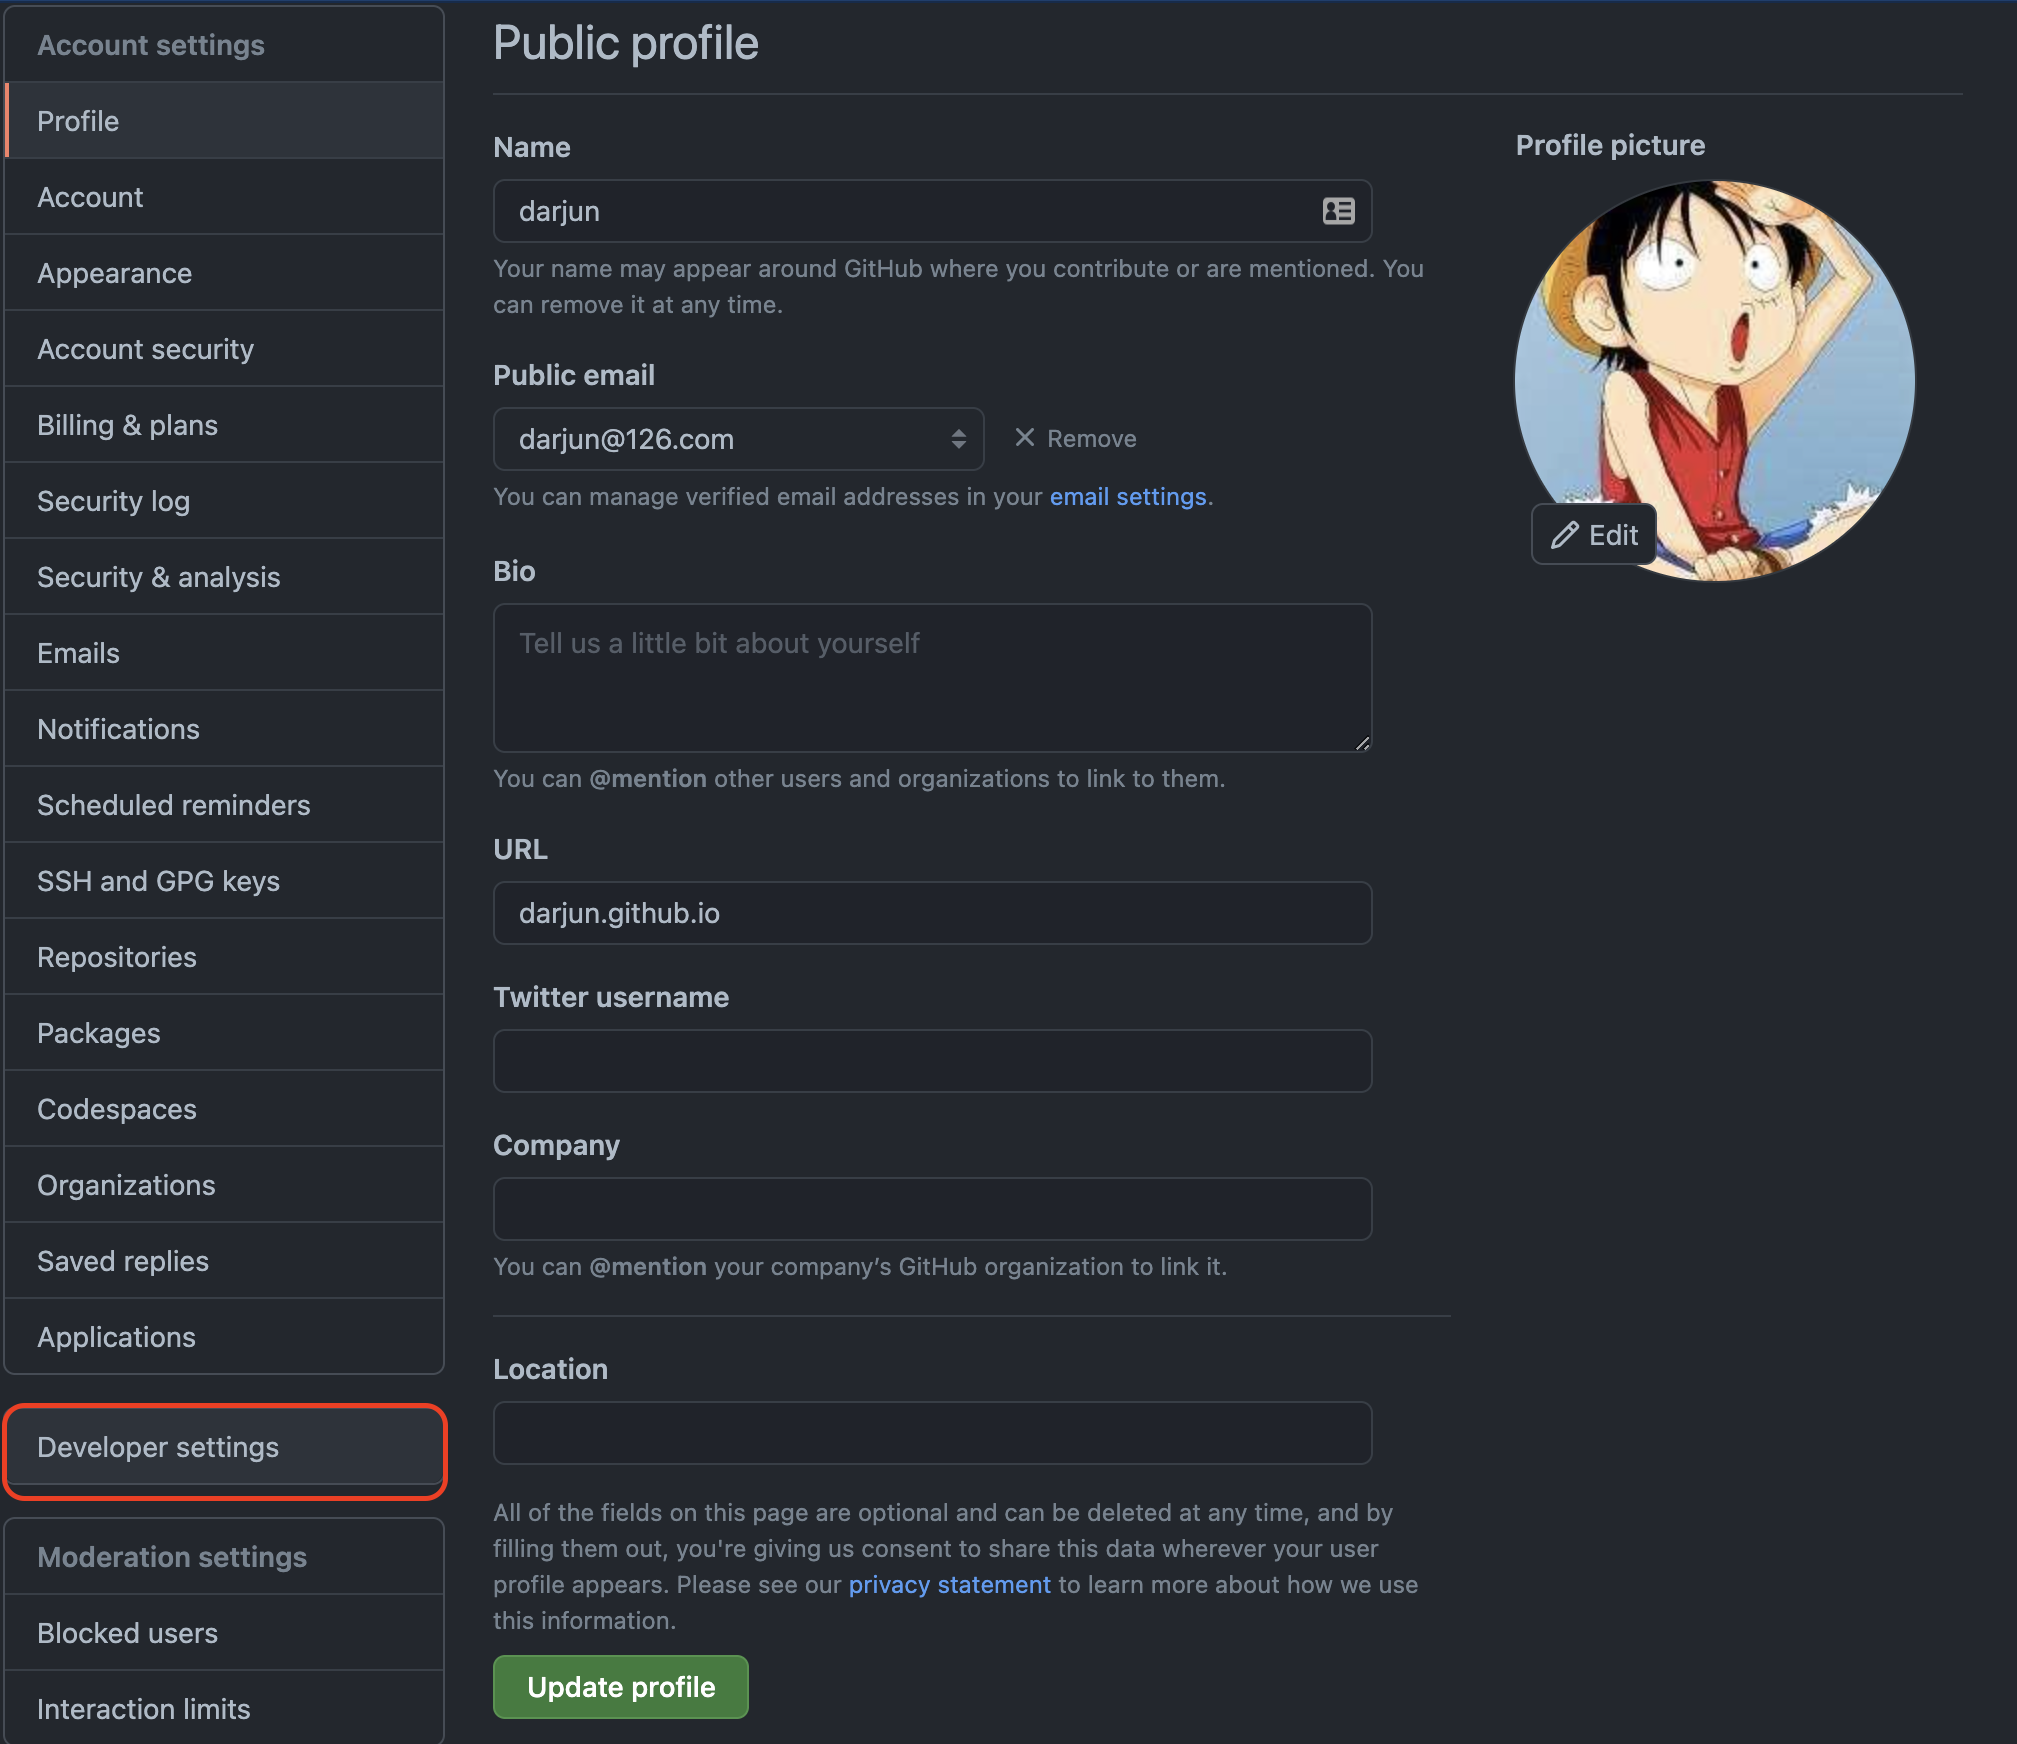 Account settings
Profile
Account
Appearance
Account security
Billing & plans
Security log
Security & analysis
Emails
Notifications
Scheduled reminders
SSH and GPG keys
Repositories
Packages
Codespaces
Organizations
Saved replies
Applications
Developer settings
Moderation settings
Blocked users
Interaction limits
Public profile
Name
darjun
Your name may appear around GitHub where you contribute or are mentioned. You
can remove it at any time.
Public email
darjun@126.com
Remove
You can manage verified email addresses in your email settings.
Bio
Tell us a little bit about yourself
You can @mention other users and organizations to link to them.
URL
darjun.github.io
Twitter username
Company
You can @mention your company’s GitHub organization to link it.
Location
All of the fields on this page are optional and can be deleted at any time, and by
filling them out, you're giving us consent to share this data wherever your user
profile appears. Please see our privacy statement to learn more about how we use
this information.
Update profile
Profile picture
Edit